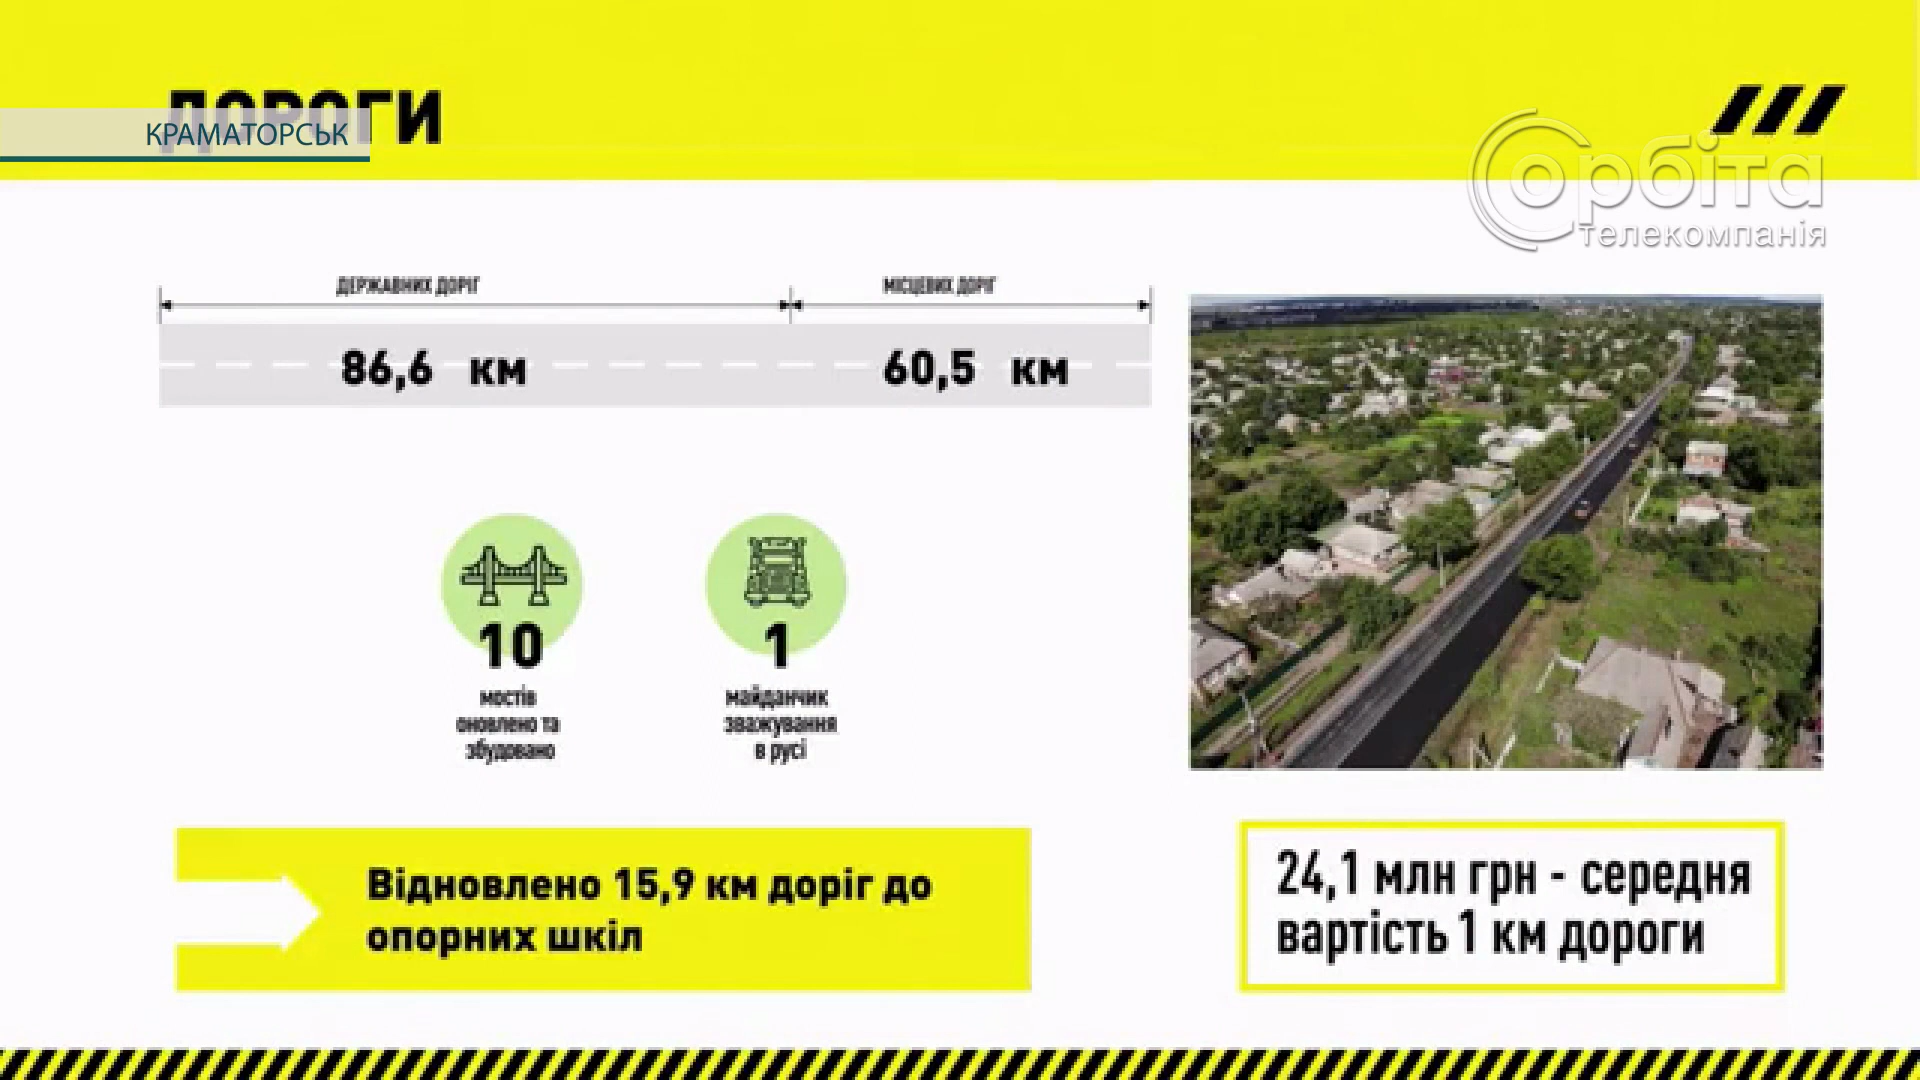 ДОРОГИ
КРАМАТОРСЬК
Орбіта
телекомпанія
ДЕРЖАВНИХ ДОРІГ
МІСЦЕВИХ ДОРІГ
86,6 км
60,5 км
10
мостів
оновлено та
збудовано
1
майданчик
зважування
в русі
Відновлено 15,9 км доріг до
опорних шкіл
24,1 млн грн - середня
вартість 1 км дороги